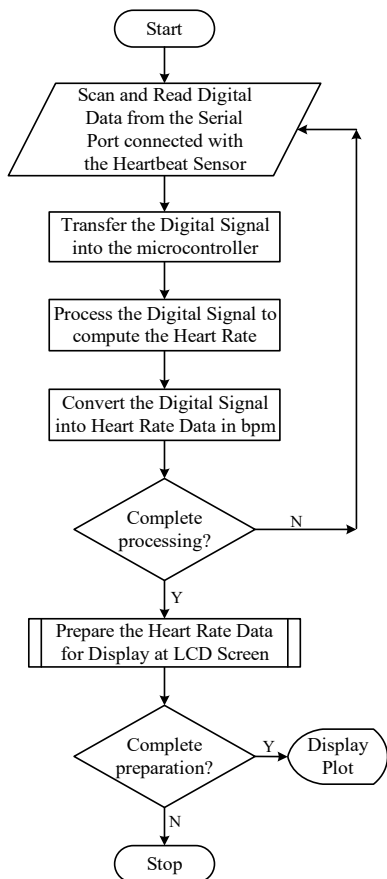 Start
Scan and Read Digital
Data from the Serial
Port connected with
the Heartbeat Sensor
Transfer the Digital Signal
into the microcontroller
Process the Digital Signal to
compute the Heart Rate
Convert the Digital Signal
into Heart Rate Data in bpm
Complete
processing?
N
Y
Prepare the Heart Rate Data
for Display at LCD Screen
Complete
preparation?
Y
Display
Plot
N
Stop